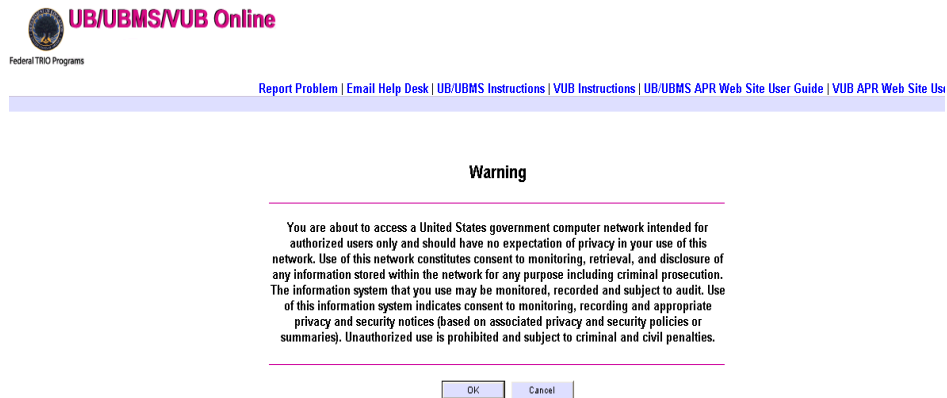 UB/UBMS/VUB Online
Federal TRIO Programs
Report Problem | Email Help Desk | UB/UBMS Instructions | VUB Instructions | UB/UBMS APR Web Site User Guide | VUB APR Web Site Use
Warning
You are about to access a United States government computer network intended for
authorized users only and should have no expectation of privacy in your use of this
network. Use of this network constitutes consent to monitoring, retrieval, and disclosure of
any information stored within the network for any purpose including criminal prosecution.
The information system that you use may be monitored, recorded and subject to audit. Use
of this information system indicates consent to monitoring, recording and appropriate
privacy and security notices (based on associated privacy and security policies or
summaries). Unauthorized use is prohibited and subject to criminal and civil penalties.
OK Cancel